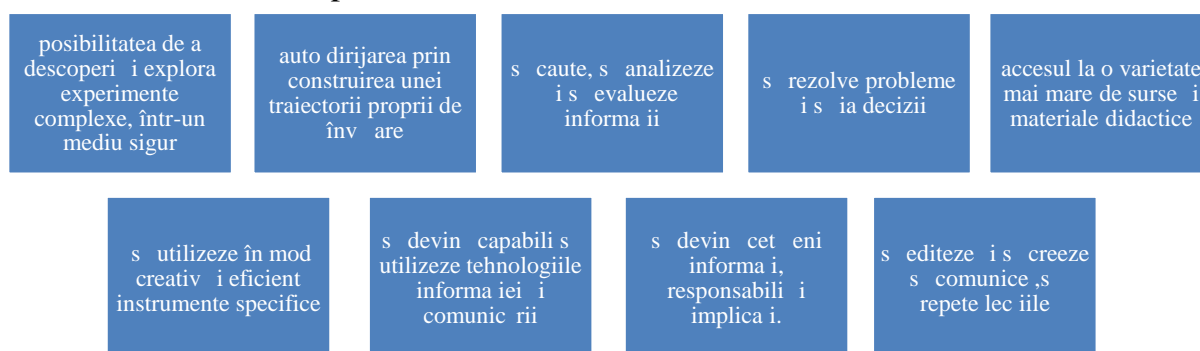 posibilitatea de a
descoperi i explora
experimente
complexe, într-un
mediu sigur
auto dirijarea prin
construirea unei
traiectorii proprii de
înv are
s caute, s analizeze
i s evalueze
informa ii
s rezolve probleme
i s ia decizii
accesul la o varietate
mai mare de surse i
materiale didactice
s utilizeze în mod
creativ i eficient
instrumente specifice
s devin capabili s
utilizeze tehnologiile
informa iei i
comunic rii
s devin cet eni
informa i,
responsabili i
implica i.
s editeze i s creeze
s comunice ,s
repete lec iile